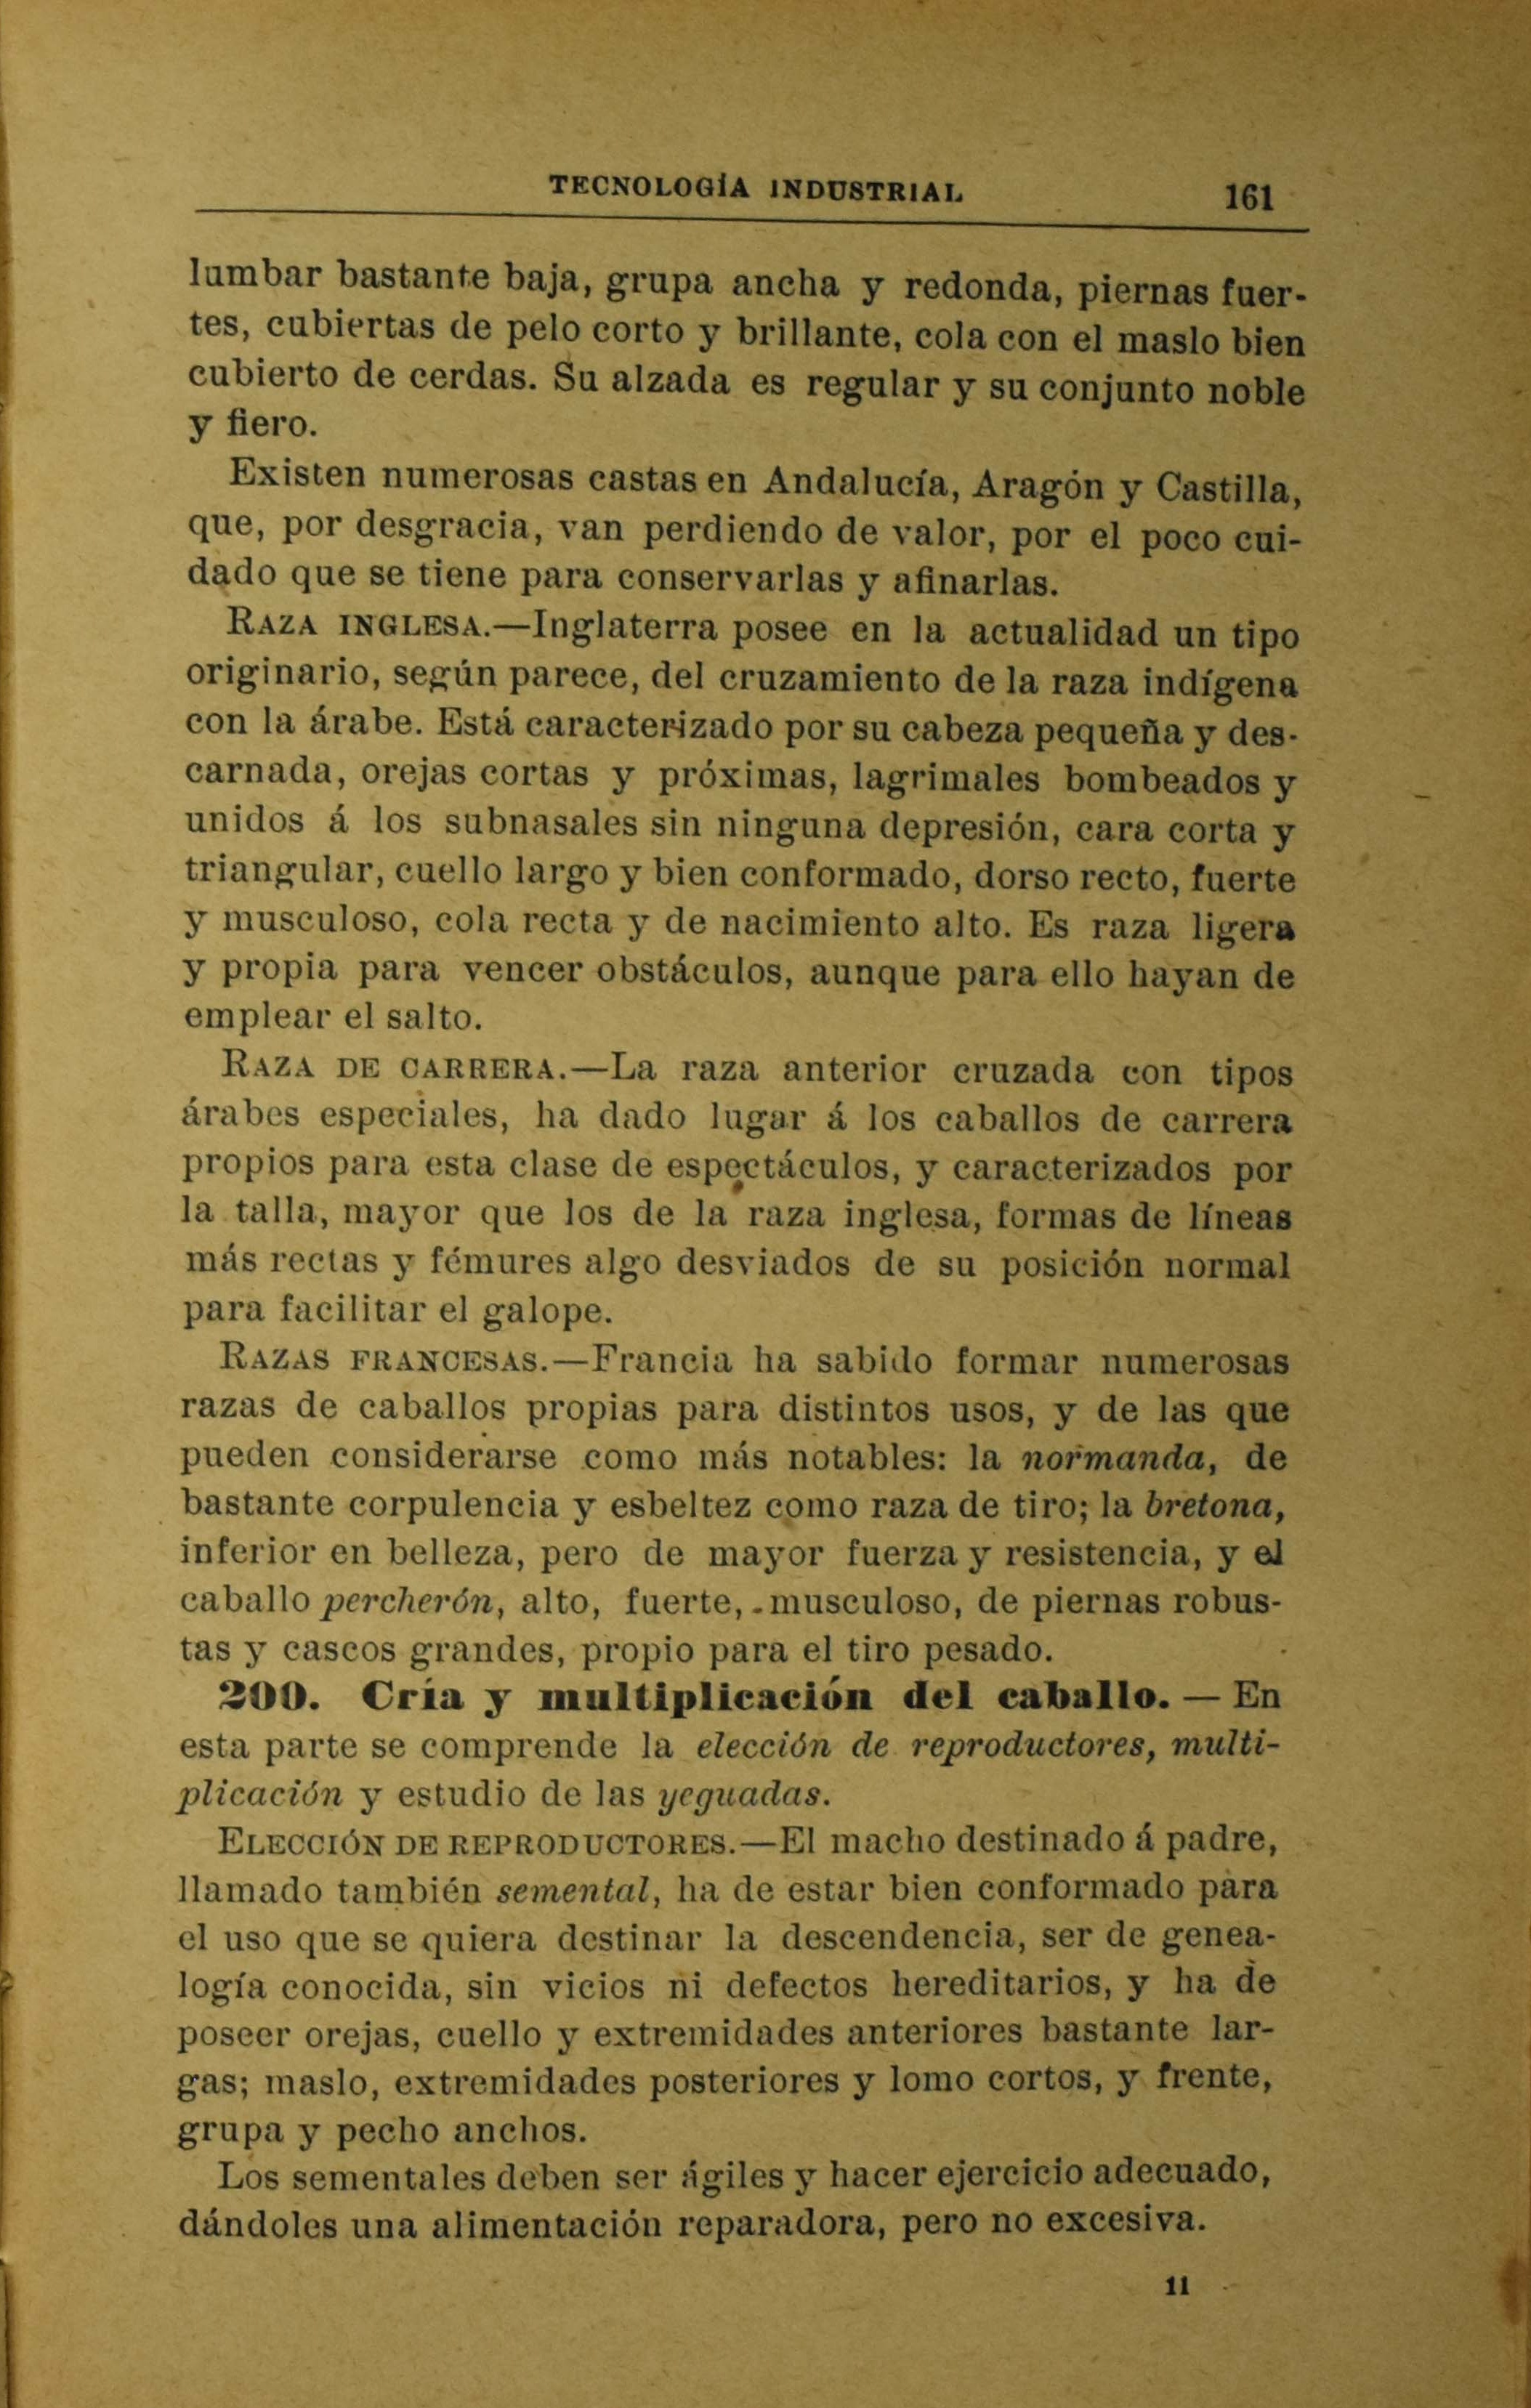 TECNOLOGÍA INDUSTRIAL 161
lumbar bastante baja, grupa ancha y redonda, piernas fuer-
tes, cubiertas de pelo corto y brillante, cola con el maslo bien
cubierto de cerdas. Su alzada es regular y su conjunto noble
y fiero.
Existen numerosas castas en Andalucía, Aragón y Castilla,
que, por desgracia, van perdiendo de valor, por el poco cui-
dado que se tiene para conservarlas y afinarlas.
RAZA INGLESA.—Inglaterra posee en la actualidad un tipo
originario, según parece, del cruzamiento de la raza indígena
con la árabe. Está caracterizado por su cabeza pequeña y des-
carnada, orejas cortas y próximas, lagrimales bombeados y
unidos á los subnasales sin ninguna depresión, cara corta y
triangular, cuello largo y bien conformado, dorso recto, fuerte
y musculoso, cola recta y de nacimiento alto. Es raza ligera
y propia para vencer obstáculos, aunque para ello hayan de
emplear el salto.
RAZA DE CARRERA.—La raza anterior cruzada con tipos
árabes especiales, ha dado lugar á los caballos de carrera
propios para esta clase de espectáculos, y caracterizados por
la talla, mayor que los de la raza inglesa, formas de líneas
más rectas y fémures algo desviados de su posición normal
para facilitar el galope.
RAZAS FRANCESAS.—Francia ha sabido formar numerosas
razas de caballos propias para distintos usos, y de las que
pueden considerarse como más notables: la normanda, de
bastante corpulencia y esbeltez como raza de tiro; la bretona,
inferior en belleza, pero de mayor fuerza y resistencia, y el
caballo percherón, alto, fuerte, musculoso, de piernas robus-
tas y cascos grandes, propio para el tiro pesado.
200. Cría y multiplicación del caballo. — En
esta parte se comprende la elección de reproductores, multi-
plicación y estudio de las yeguadas.
ELECCIÓN DE REPRODUCTORES.—El macho destinado á padre,
llamado también semental, ha de estar bien conformado para
el uso que se quiera destinar la descendencia, ser de genea-
logía conocida, sin vicios ni defectos hereditarios, y ha de
poseer orejas, cuello y extremidades anteriores bastante lar-
gas; maslo, extremidades posteriores y lomo cortos, y frente,
grupa y pecho anchos.
Los sementales deben ser ágiles y hacer ejercicio adecuado,
dándoles una alimentación reparadora, pero no excesiva.
11